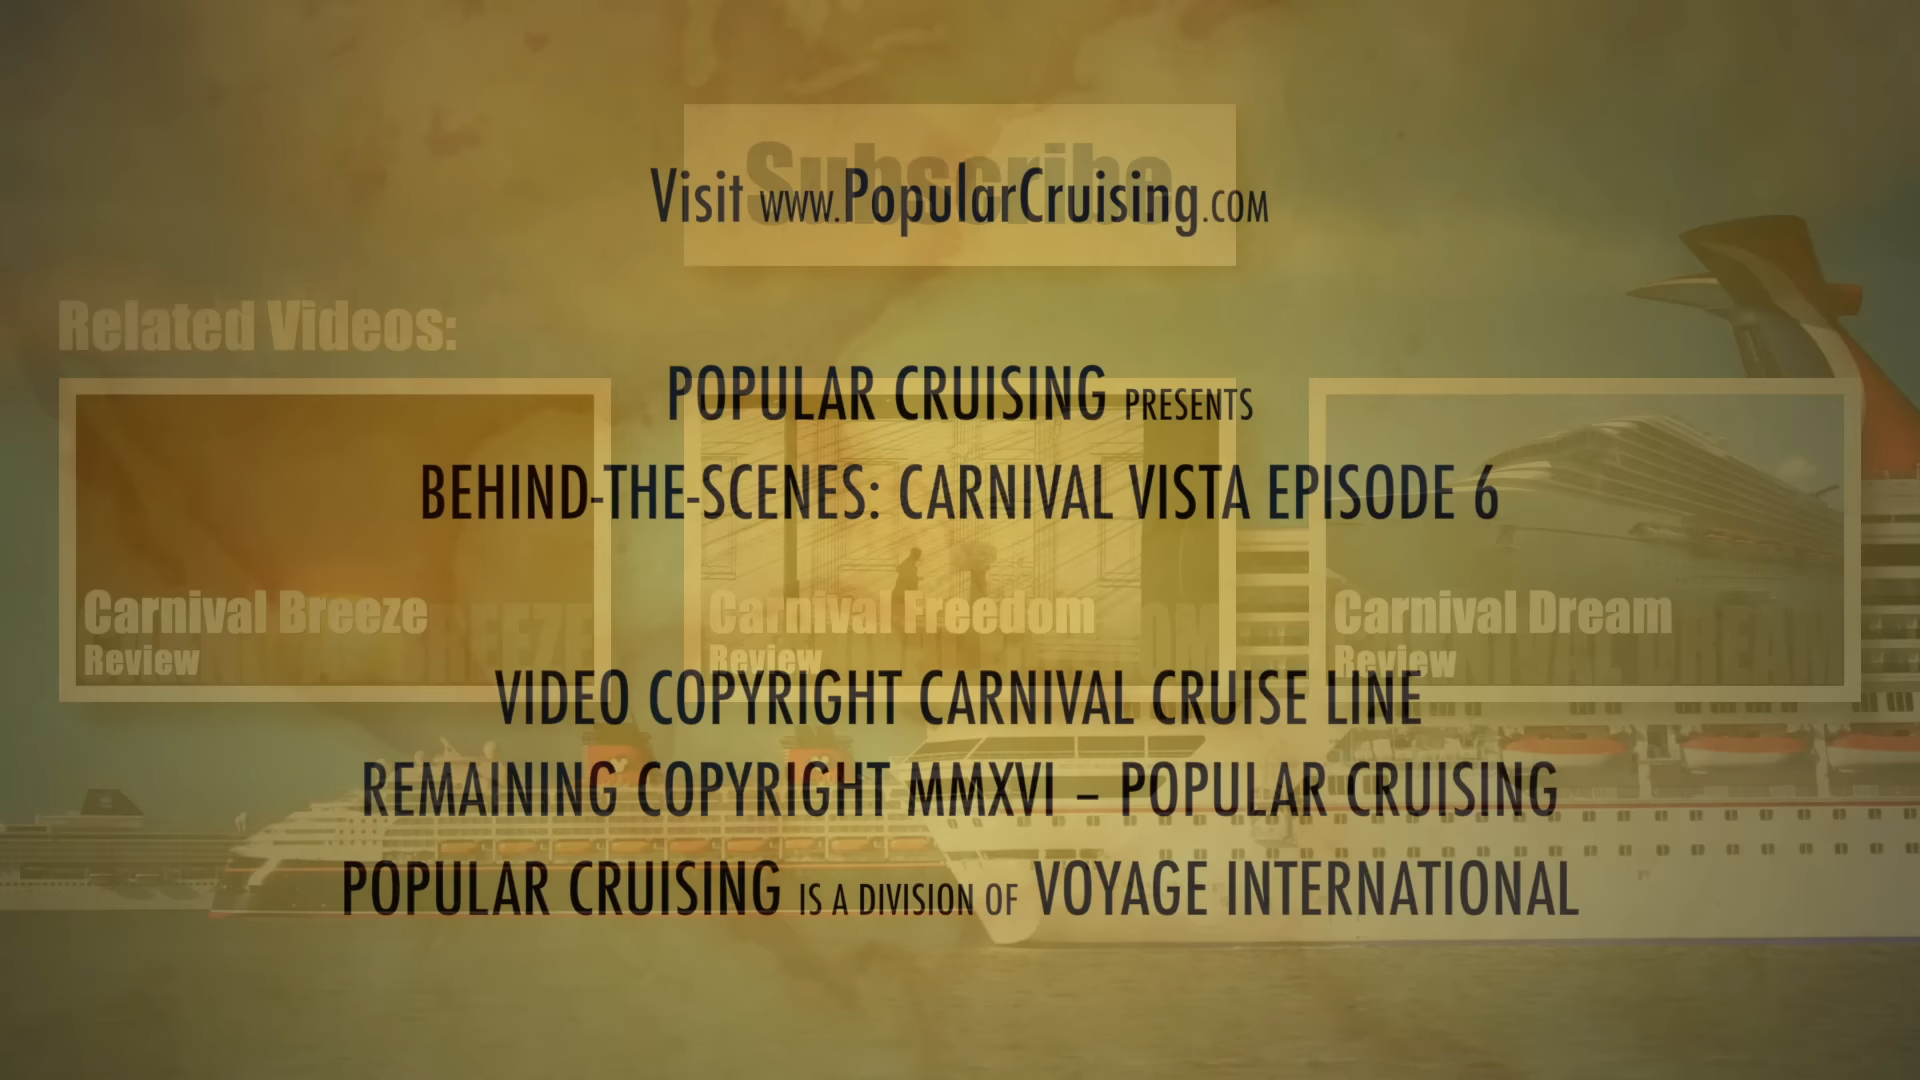 Subscribe
Visit www.PopularCruising.com
Related Videos:
POPULAR CRUISING PRESENTS
BEHIND-THE-SCENES: CARNIVAL VISTA EPISODE 6
Carnival Breeze
Review
Carnival Freedom
Review
Carnival Dream
Review
VIDEO COPYRIGHT CARNIVAL CRUISE LINE
REMAINING COPYRIGHT MMXVI – POPULAR CRUISING
POPULAR CRUISING IS A DIVISION OF VOYAGE INTERNATIONAL